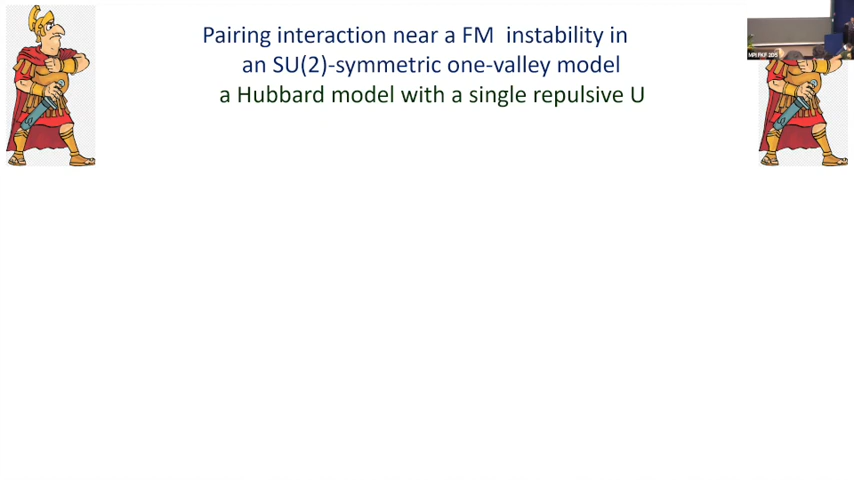 Pairing interaction near a FM instability in
an SU(2)-symmetric one-valley model
a Hubbard model with a single repulsive U